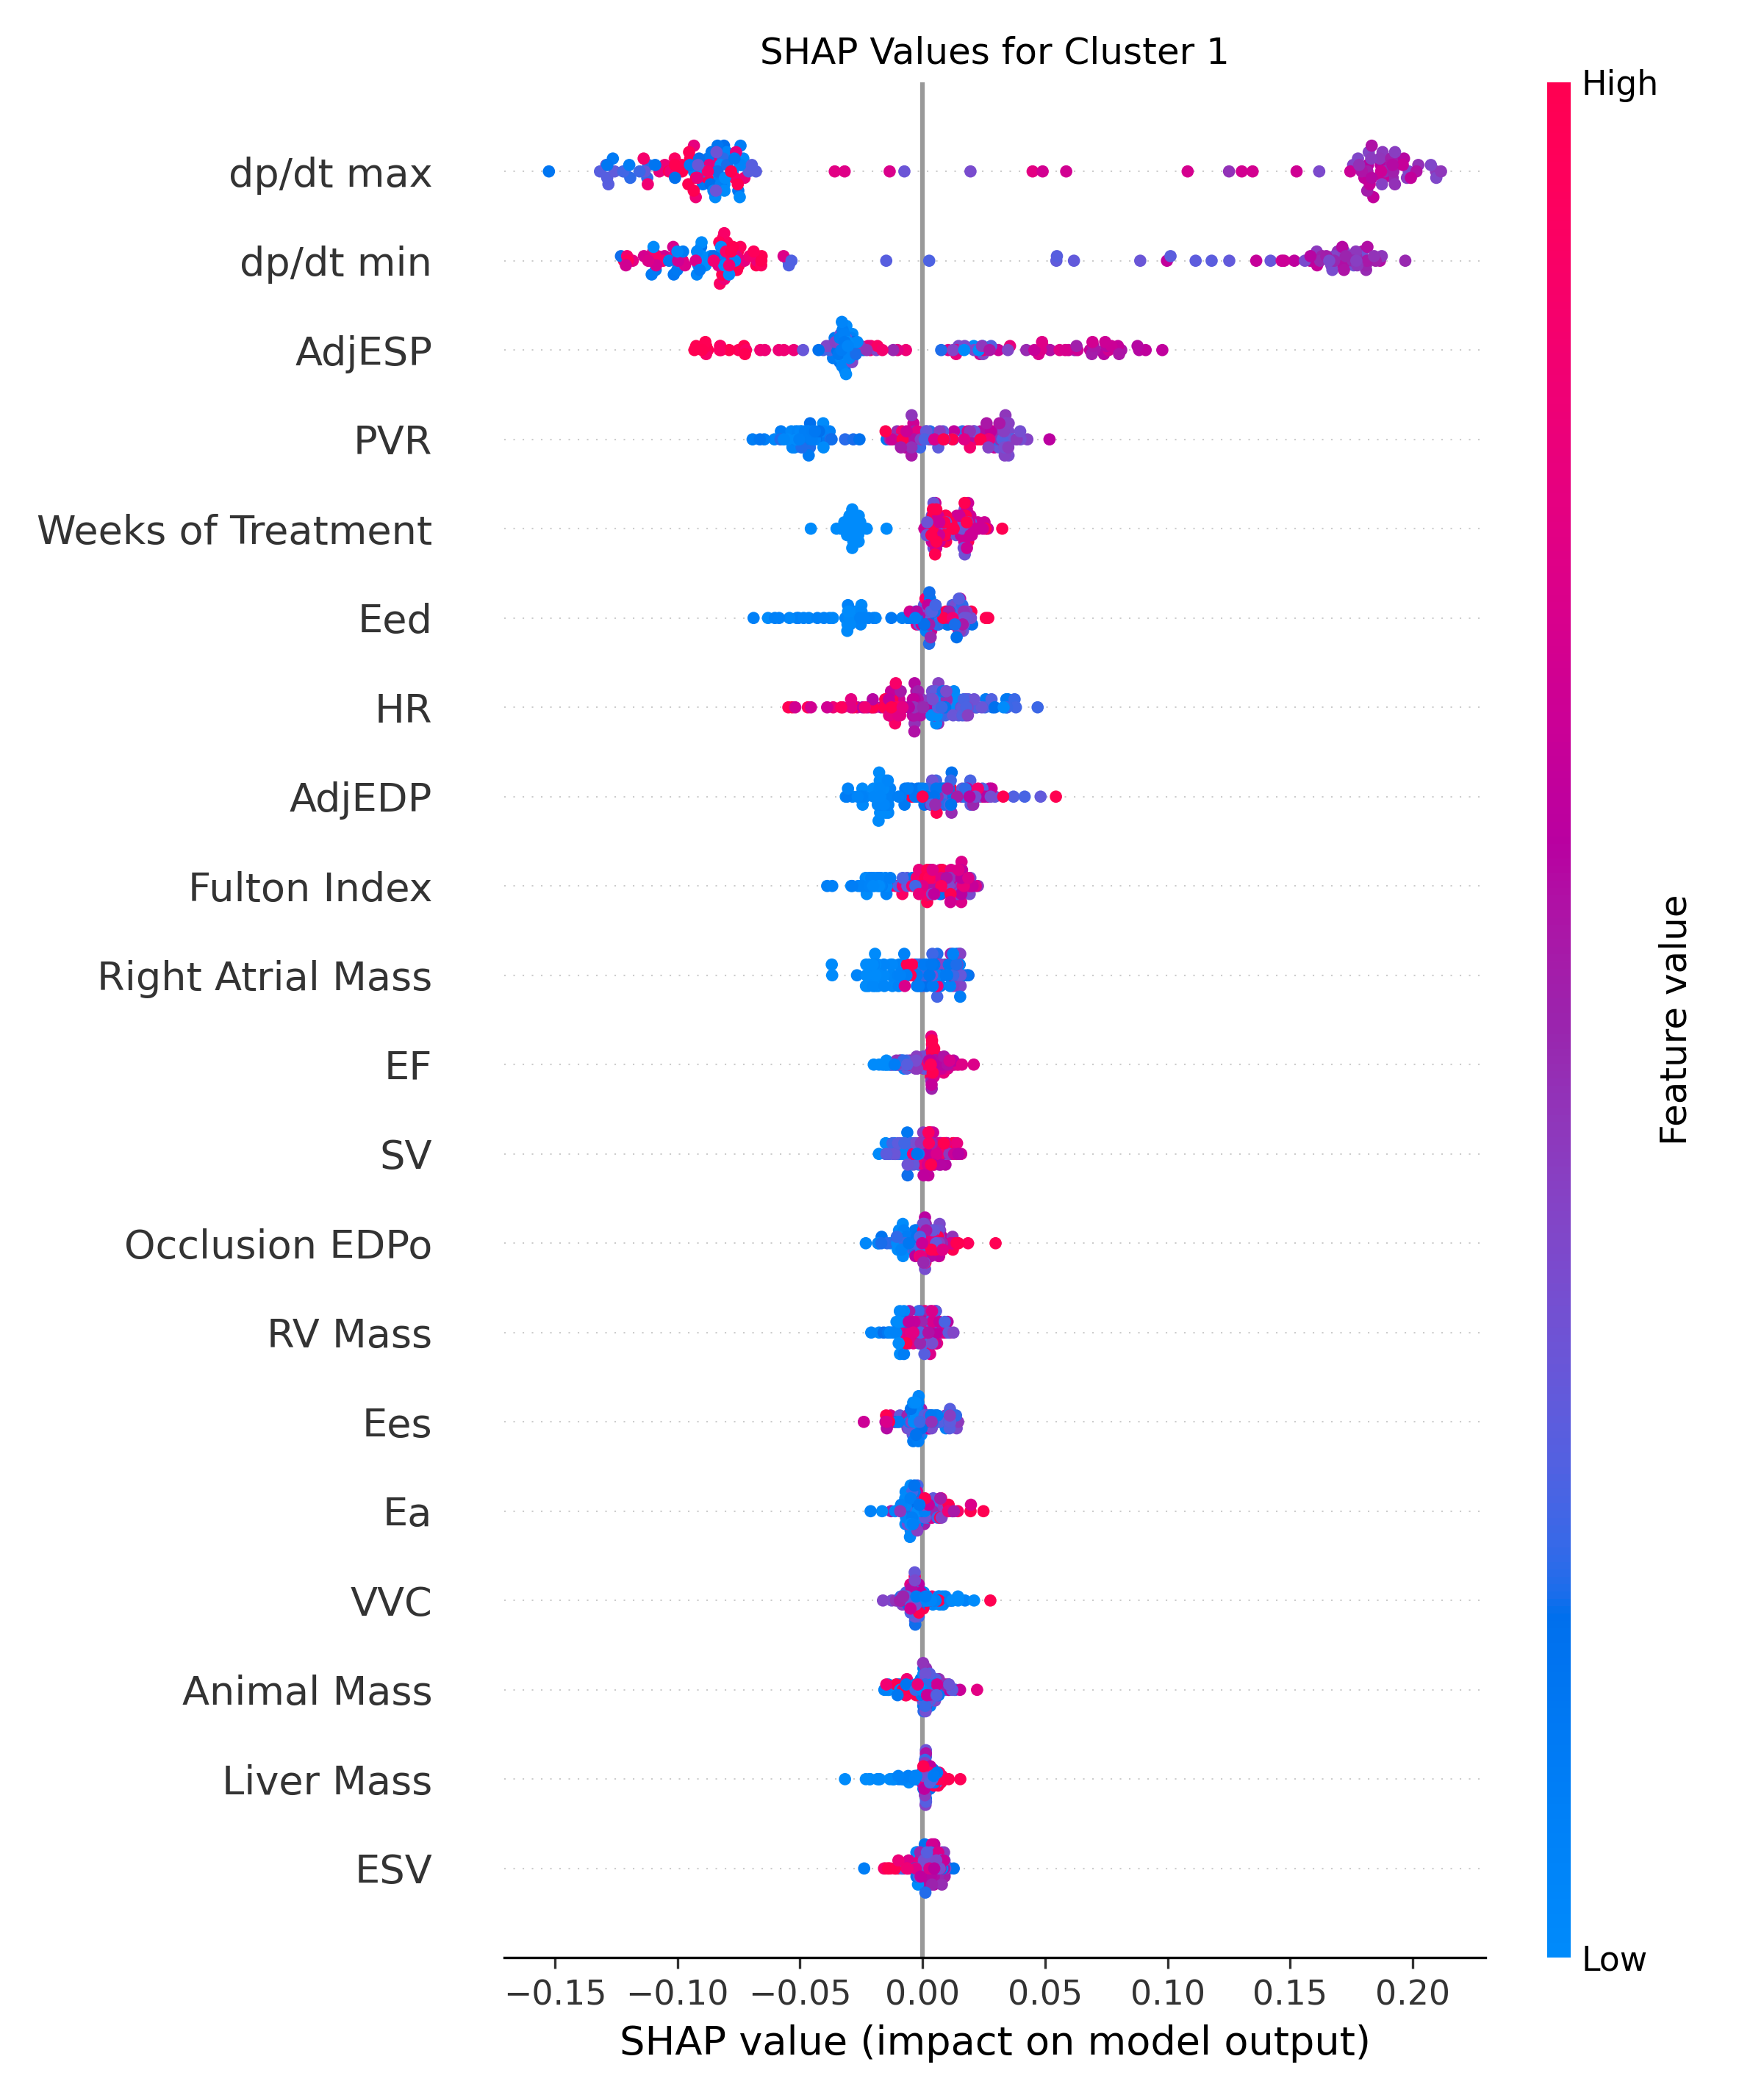 SHAP Values for Cluster 1
High
dp/dt max
dp/dt min
AdjESP
PVR
Weeks of Treatment
Eed
HR
AdjEDP
Fulton Index
Right Atrial Mass
EF
SV
Occlusion EDPo
RV Mass
Ees
Ea
VVC
Animal Mass
Liver Mass
ESV
Feature value
Low
−0.15 −0.10 −0.05 0.00 0.05 0.10 0.15 0.20
SHAP value (impact on model output)